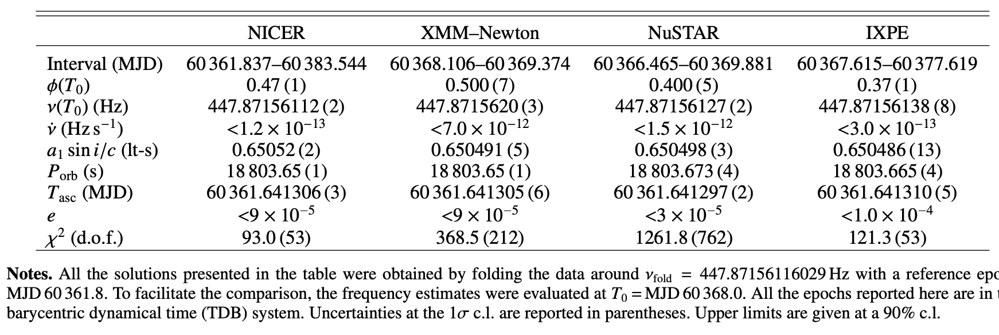 NICER XMM–Newton NuSTAR IXPE
Interval (MJD) 60 361.837–60 383.544 60 368.106–60 369.374 60 366.465–60 369.881 60 367.615–60 377.619
ϕ(T₀) 0.47 (1) 0.500 (7) 0.400 (5) 0.37 (1)
ν(T₀) (Hz) 447.87156112 (2) 447.8715620 (3) 447.87156127 (2) 447.87156138 (8)
ν̇ (Hz s⁻¹) <1.2 × 10⁻¹³ <7.0 × 10⁻¹² <1.5 × 10⁻¹² <3.0 × 10⁻¹³
a₁ sin i/c (lt-s) 0.65052 (2) 0.650491 (5) 0.650498 (3) 0.650486 (13)
P_orb (s) 18 803.65 (1) 18 803.65 (1) 18 803.673 (4) 18 803.665 (4)
T_asc (MJD) 60 361.641306 (3) 60 361.641305 (6) 60 361.641297 (2) 60 361.641310 (5)
e <9 × 10⁻⁵ <9 × 10⁻⁵ <3 × 10⁻⁵ <1.0 × 10⁻⁴
χ² (d.o.f.) 93.0 (53) 368.5 (212) 1261.8 (762) 121.3 (53)
Notes. All the solutions presented in the table were obtained by folding the data around ν_fold = 447.87156116029 Hz with a reference
MJD 60 361.8. To facilitate the comparison, the frequency estimates were evaluated at T₀ = MJD 60 368.0. All the epochs reported here are in
barycentric dynamical time (TDB) system. Uncertainties at the 1σ c.l. are reported in parentheses. Upper limits are given at a 90% c.l.